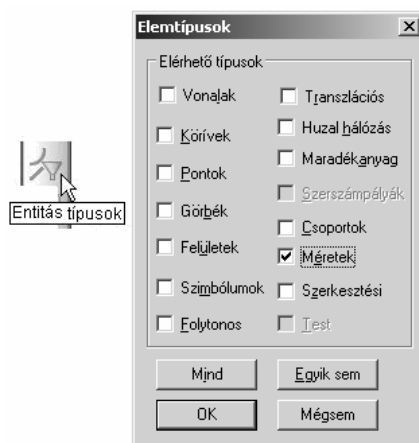 Elemtípusok
Elérhető típusok
Vonalak
Körívek
Pontok
Görbék
Felületek
Szimbólumok
Folytonos
Transzlációs
Huzal hálózás
Maradékanyag
Szerszámpályák
Csoportok
Méretek
Szerkesztési
Test
Mind
Egyik sem
OK
Mégsem
Entitás típusok